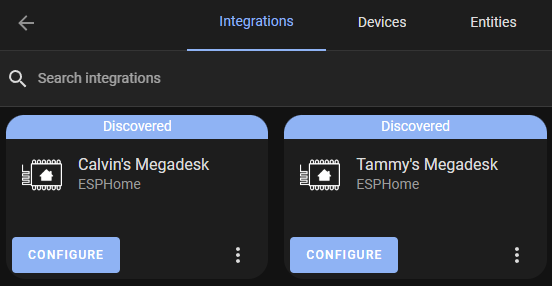 Integrations Devices Entities
Search integrations
Discovered Discovered
Calvin's Megadesk Tammy's Megadesk
ESPHome ESPHome
CONFIGURE CONFIGURE